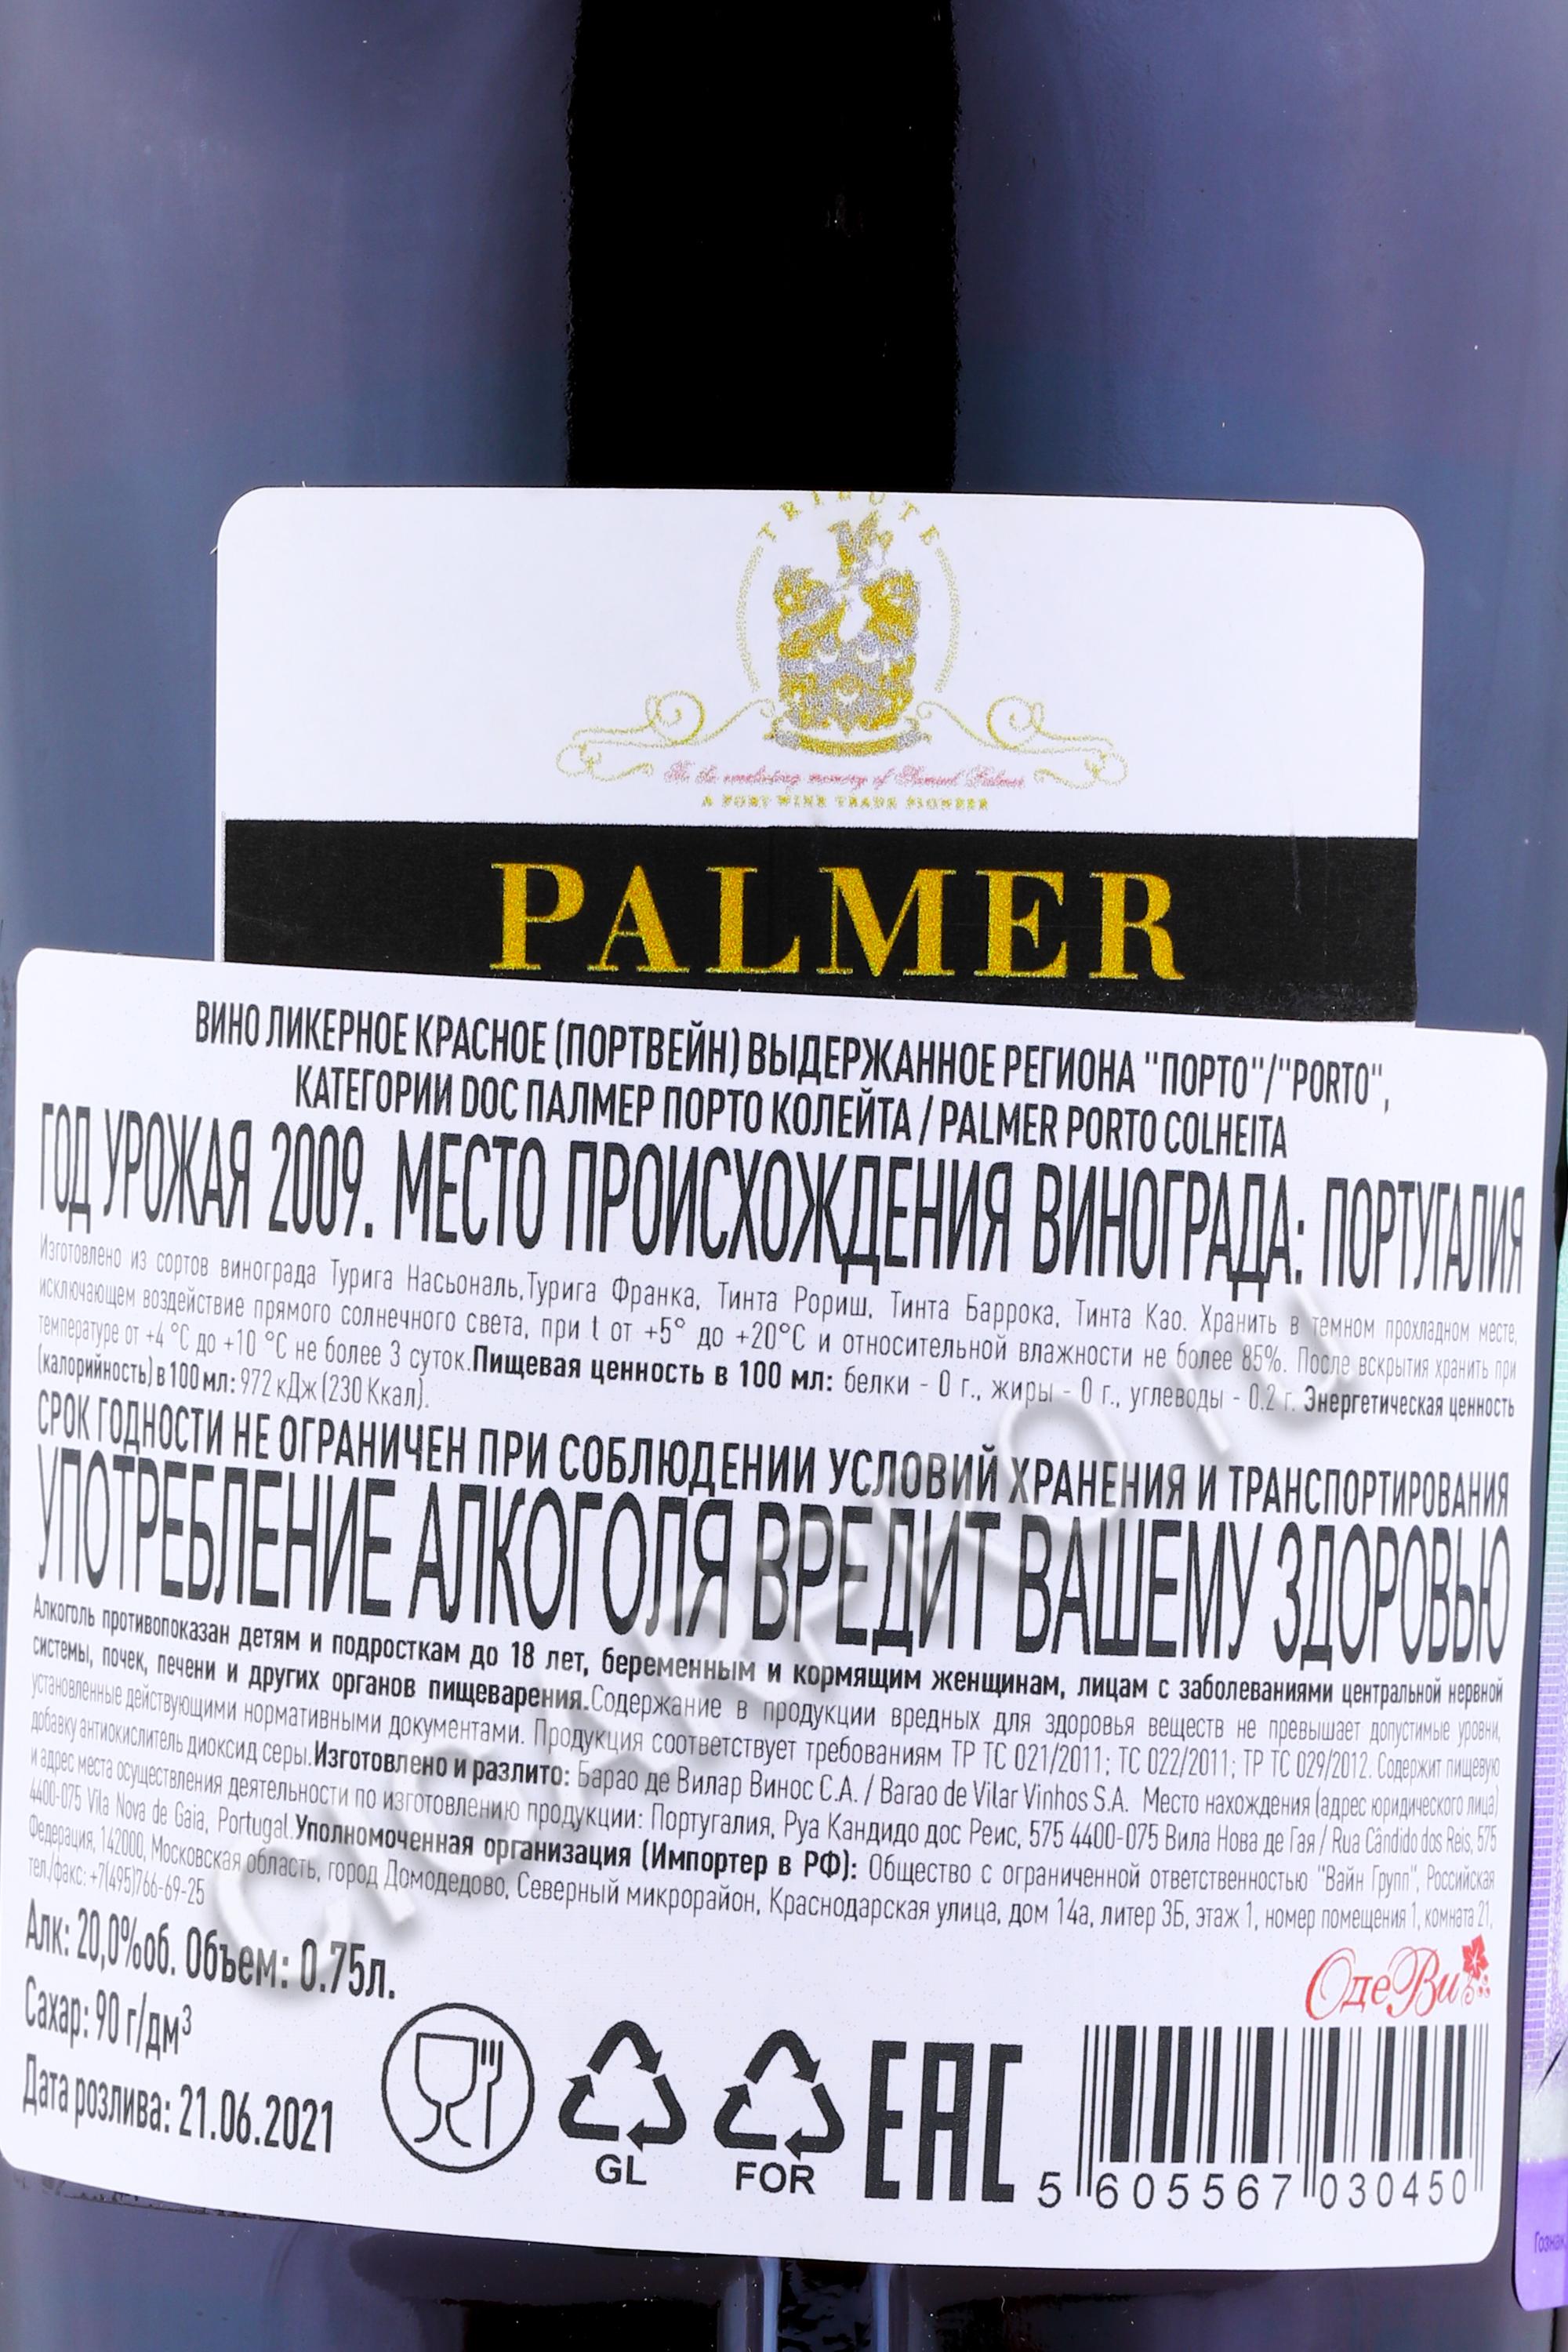 TRIBUTE
To the everlasting memory of Samuel Palmer
A PORT WINE TRADE PIONEER
PALMER
ВИНО ЛИКЕРНОЕ КРАСНОЕ (ПОРТВЕЙН) ВЫДЕРЖАННОЕ РЕГИОНА "ПОРТО"/"PORTO",
КАТЕГОРИИ DOC ПАЛМЕР ПОРТО КОЛЕЙТА / PALMER PORTO COLHEITA
ГОД УРОЖАЯ 2009. МЕСТО ПРОИСХОЖДЕНИЯ ВИНОГРАДА: ПОРТУГАЛИЯ
Изготовлено из сортов винограда Турига Насьональ,Турига Франка, Тинта Рориш, Тинта Баррока, Тинта Као. Хранить в темном прохладном месте,
исключающем воздействие прямого солнечного света, при t от +5° до +20°C и относительной влажности не более 85%. После вскрытия хранить при
температуре от +4 °C до +10 °C не более 3 суток.Пищевая ценность в 100 мл: белки - 0 г., жиры - 0 г., углеводы - 0.2 г. Энергетическая ценность
(калорийность) в 100 мл: 972 кДж (230 Ккал).
СРОК ГОДНОСТИ НЕ ОГРАНИЧЕН ПРИ СОБЛЮДЕНИИ УСЛОВИЙ ХРАНЕНИЯ И ТРАНСПОРТИРОВАНИЯ
УПОТРЕБЛЕНИЕ АЛКОГОЛЯ ВРЕДИТ ВАШЕМУ ЗДОРОВЬЮ
Алкоголь противопоказан детям и подросткам до 18 лет, беременным и кормящим женщинам, лицам с заболеваниями центральной нервной
системы, почек, печени и других органов пищеварения.Содержание в продукции вредных для здоровья веществ не превышает допустимые уровни,
установленные действующими нормативными документами. Продукция соответствует требованиям ТР ТС 021/2011; ТС 022/2011; ТР ТС 029/2012. Содержит пищевую
добавку антиокислитель диоксид серы.Изготовлено и разлито: Барао де Вилар Винос С.А. / Barao de Vilar Vinhos S.A. Место нахождения (адрес юридического лица)
и адрес места осуществления деятельности по изготовлению продукции: Португалия, Руа Кандидо дос Реис, 575 4400-075 Вила Нова де Гая / Rua Cândido dos Reis, 575
4400-075 Vila Nova de Gaia, Portugal.Уполномоченная организация (Импортер в РФ): Общество с ограниченной ответственностью "Вайн Групп", Российская
Федерация, 142000, Московская область, город Домодедово, Северный микрорайон, Краснодарская улица, дом 14а, литер 3Б, этаж 1, номер помещения 1, комната 21,
тел./факс: +7(495)766-69-25
Алк: 20,0%об. Объем: 0.75л.
Сахар: 90 г/дм³
Дата розлива: 21.06.2021
ОдеВи
GL
FOR
EAC
5 605567 030450
Гознак
CIGARPRO.ru